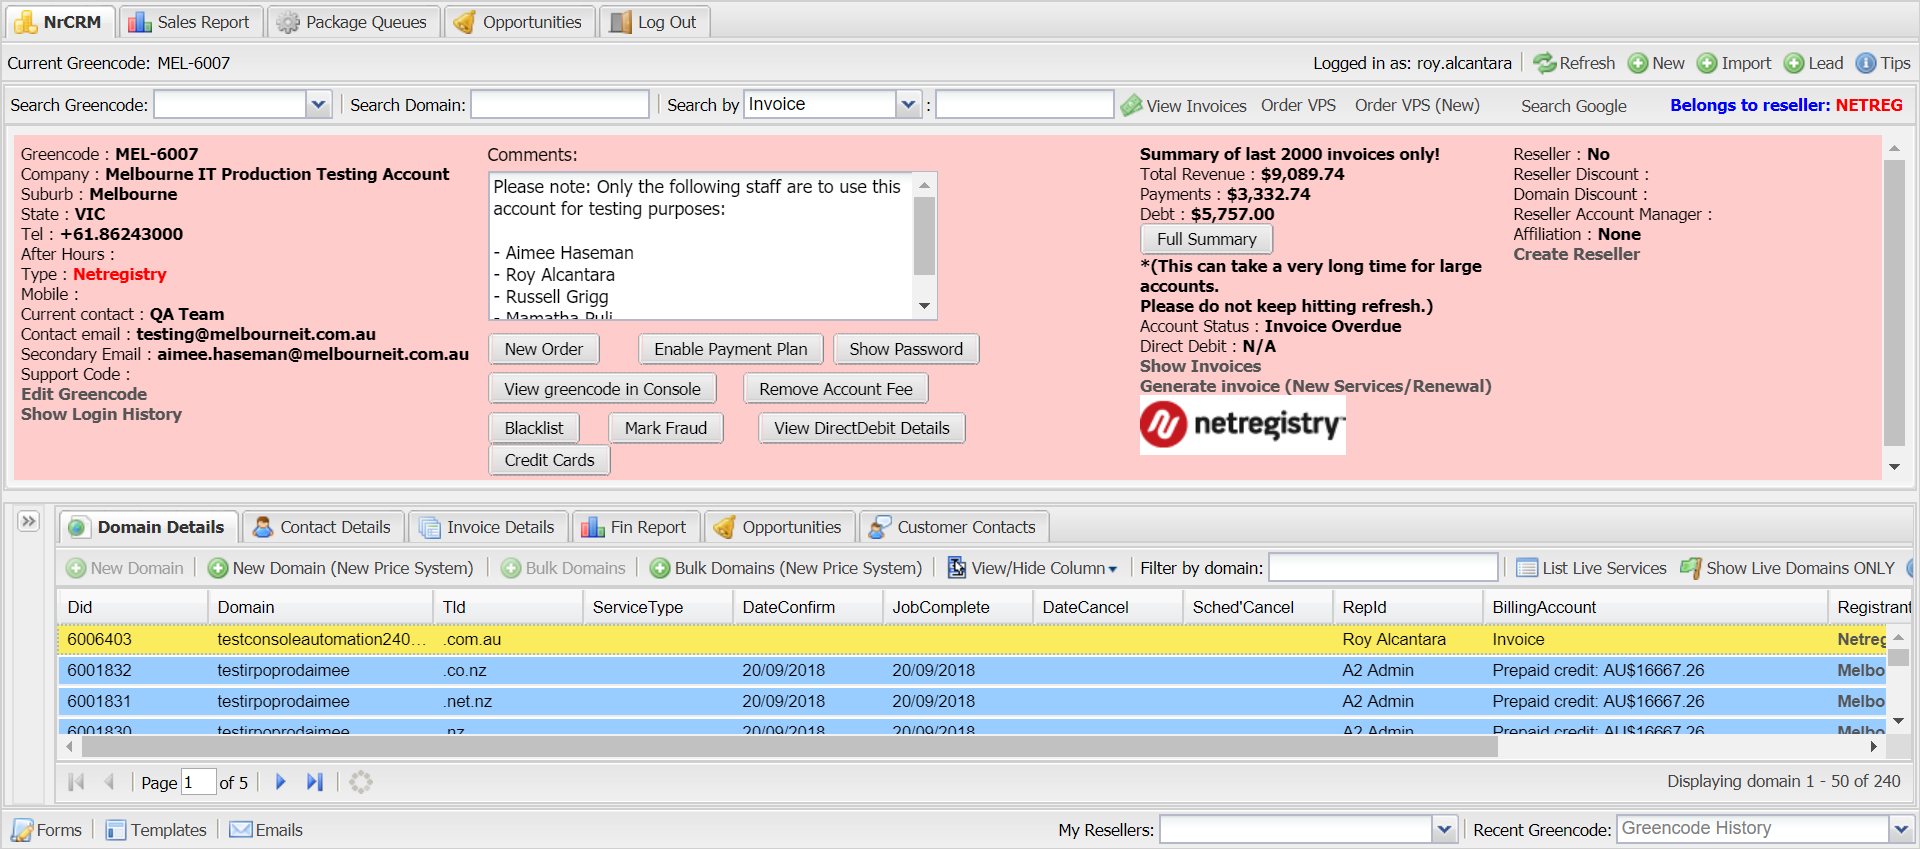 NrCRM Sales Report Package Queues Opportunities Log Out
Current Greencode: MEL-6007 Logged in as: roy.alcantara Refresh New Import Lead Tips
Search Greencode: Search Domain: Search by Invoice : View Invoices Order VPS Order VPS (New) Search Google Belongs to reseller: NETREG
Greencode : MEL-6007
Company : Melbourne IT Production Testing Account
Suburb : Melbourne
State : VIC
Tel : +61.86243000
After Hours :
Type : Netregistry
Mobile :
Current contact : QA Team
Contact email : testing@melbourneit.com.au
Secondary Email : aimee.haseman@melbourneit.com.au
Support Code :
Edit Greencode
Show Login History
Comments:
Please note: Only the following staff are to use this
account for testing purposes:
- Aimee Haseman
- Roy Alcantara
- Russell Grigg
- Mamatha Puli
New Order Enable Payment Plan Show Password
View greencode in Console Remove Account Fee
Blacklist Mark Fraud View DirectDebit Details
Credit Cards
Summary of last 2000 invoices only!
Total Revenue : $9,089.74
Payments : $3,332.74
Debt : $5,757.00
Full Summary
*(This can take a very long time for large
accounts.
Please do not keep hitting refresh.)
Account Status : Invoice Overdue
Direct Debit : N/A
Show Invoices
Generate invoice (New Services/Renewal)
netregistry
Reseller : No
Reseller Discount :
Domain Discount :
Reseller Account Manager :
Affiliation : None
Create Reseller
Domain Details Contact Details Invoice Details Fin Report Opportunities Customer Contacts
New Domain New Domain (New Price System) Bulk Domains Bulk Domains (New Price System) View/Hide Column Filter by domain: List Live Services Show Live Domains ONLY
Did Domain Tld ServiceType DateConfirm JobComplete DateCancel Sched'Cancel RepId BillingAccount Registrant
6006403 testconsoleautomation240... .com.au Roy Alcantara Invoice Netreg
6001832 testirpoprodaimee .co.nz 20/09/2018 20/09/2018 A2 Admin Prepaid credit: AU$16667.26 Melbo
6001831 testirpoprodaimee .net.nz 20/09/2018 20/09/2018 A2 Admin Prepaid credit: AU$16667.26 Melbo
6001830 testirpoprodaimee .nz 20/09/2018 20/09/2018 A2 Admin Prepaid credit: AU$16667.26 Melbo
Page 1 of 5 Displaying domain 1 - 50 of 240
Forms Templates Emails My Resellers: Recent Greencode: Greencode History